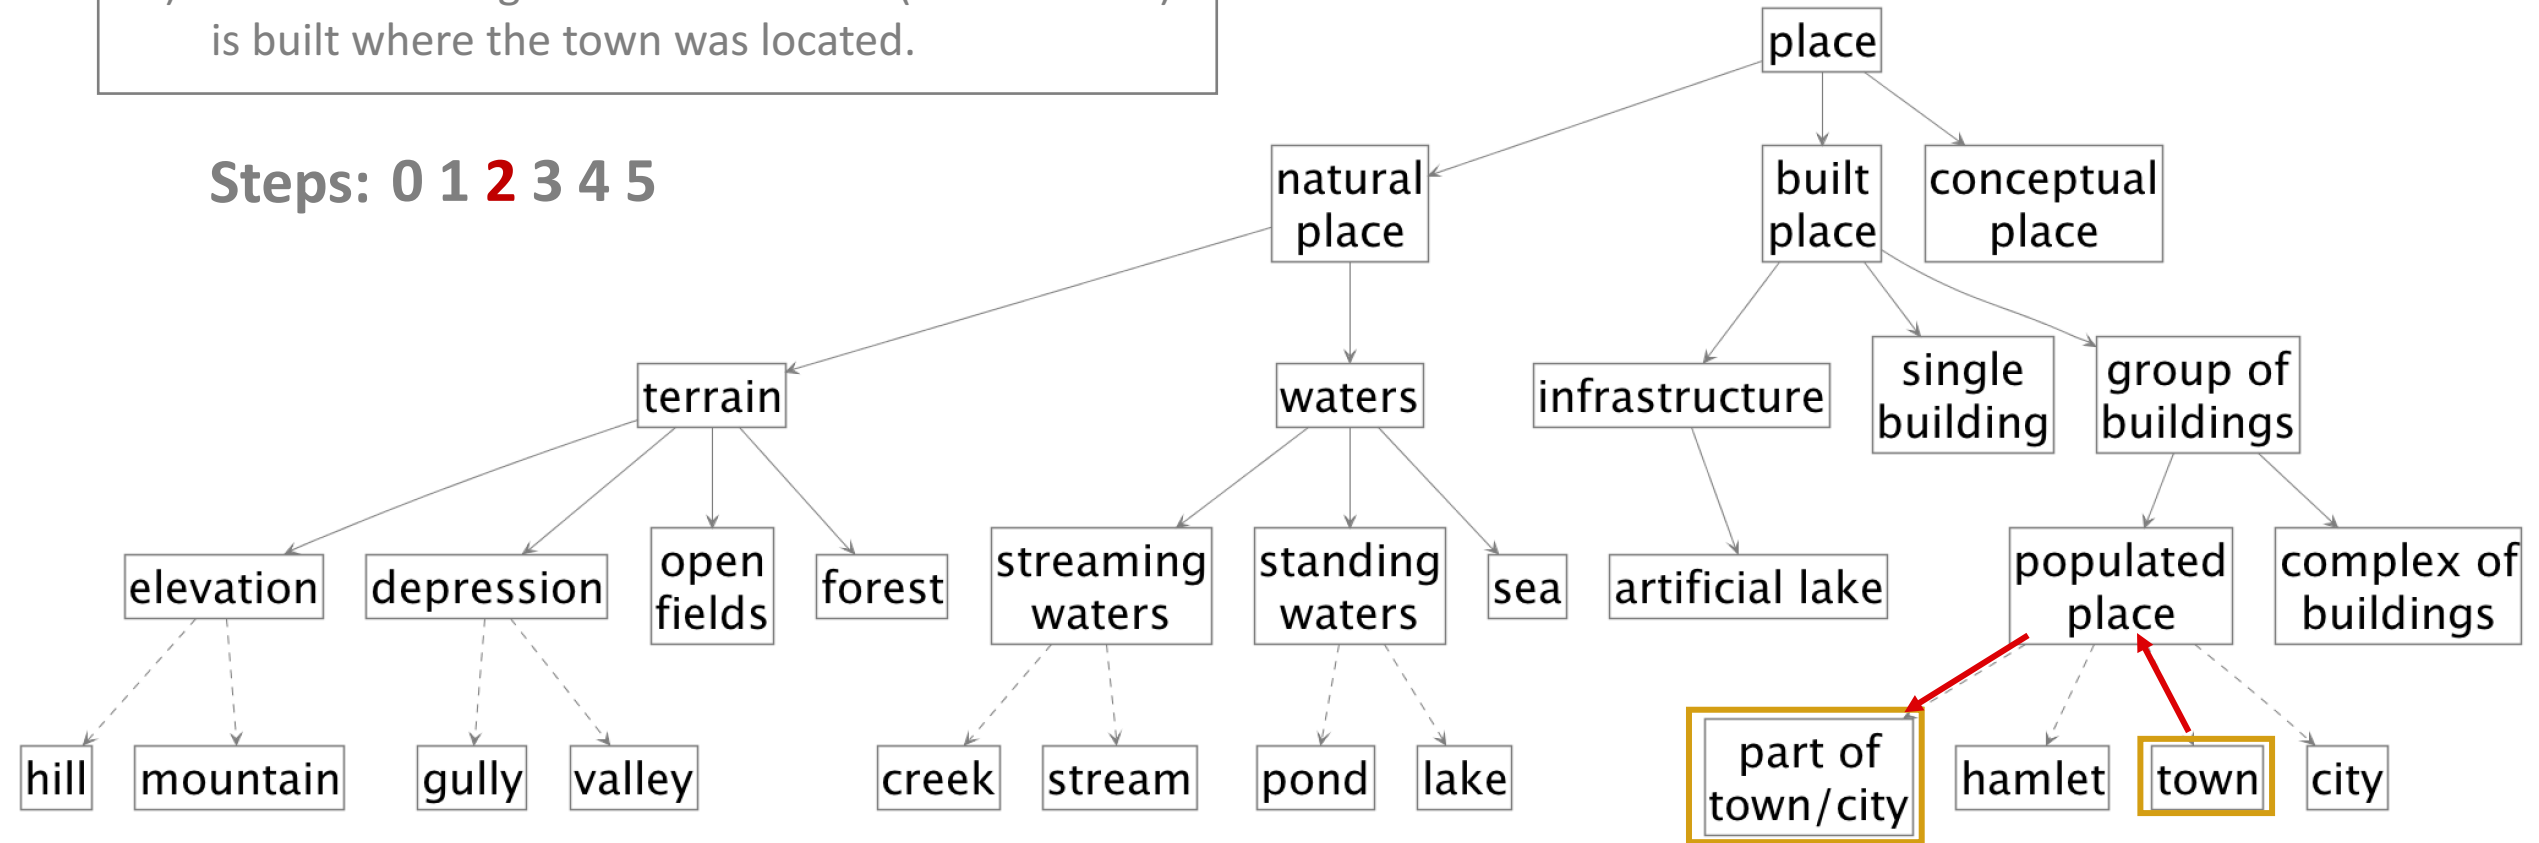 is built where the town was located.
place
Steps: 0 1 2 3 4 5
natural
place
built
place
conceptual
place
terrain
waters
infrastructure
single
building
group of
buildings
elevation
depression
open
fields
forest
streaming
waters
standing
waters
sea
artificial lake
populated
place
complex of
buildings
hill
mountain
gully
valley
creek
stream
pond
lake
part of
town/city
hamlet
town
city